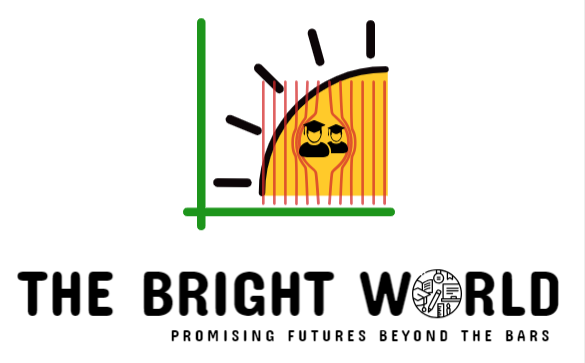 THE BRIGHT WORLD
PROMISING FUTURES BEYOND THE BARS